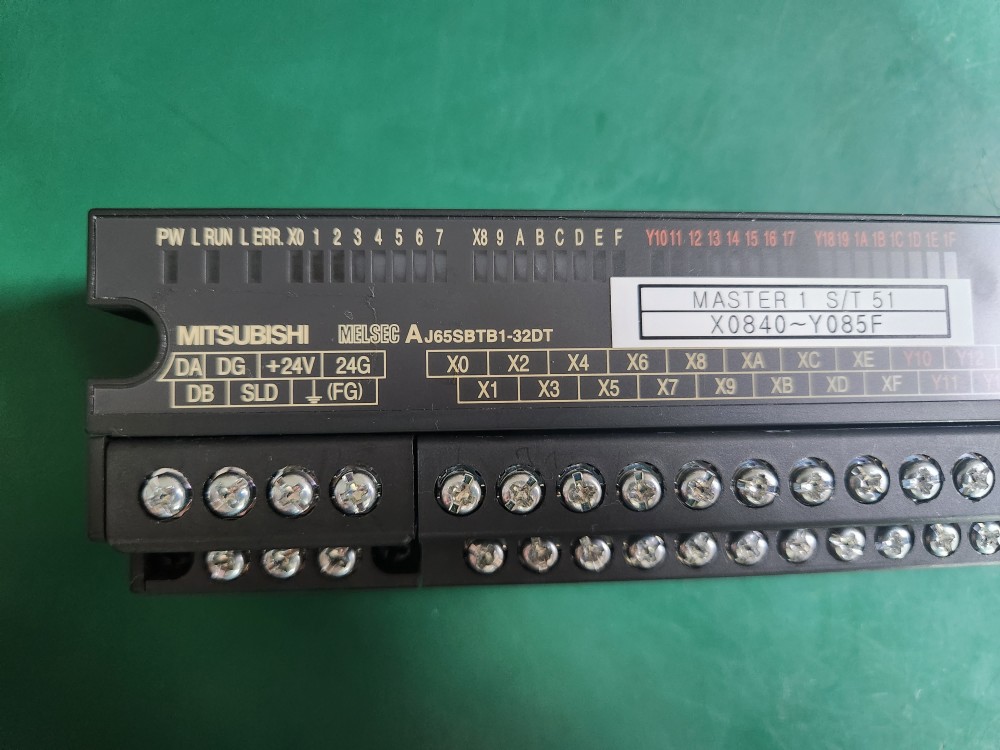 PW L RUN L ERR. X0 1 2 3 4 5 6 7 X8 9 A B C D E F Y10 11 12 13 14 15 16 17 Y18 19 1A 1B 1C 1D 1E 1F
MASTER 1 S/T 51
X0840~Y085F
MITSUBISHI MELSEC AJ65SBTB1-32DT
DA DG +24V 24G X0 X2 X4 X6 X8 XA XC XE Y10 Y12
DB SLD (FG) X1 X3 X5 X7 X9 XB XD XF Y11